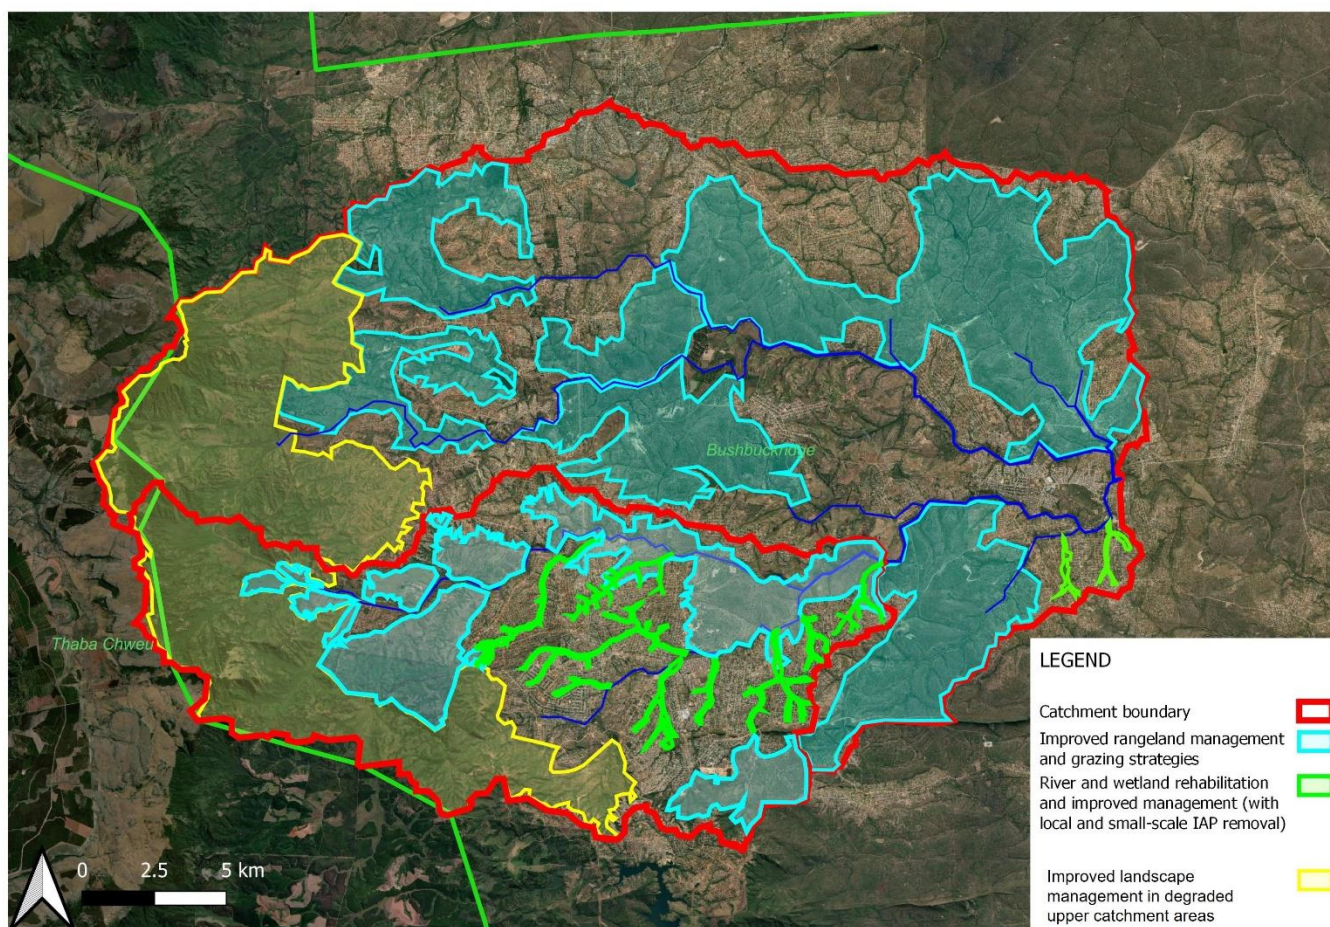 Bushbuckridge
Thaba Chweu
0 2.5 5 km
LEGEND
Catchment boundary
Improved rangeland management
and grazing strategies
River and wetland rehabilitation
and improved management (with
local and small-scale IAP removal)
Improved landscape
management in degraded
upper catchment areas